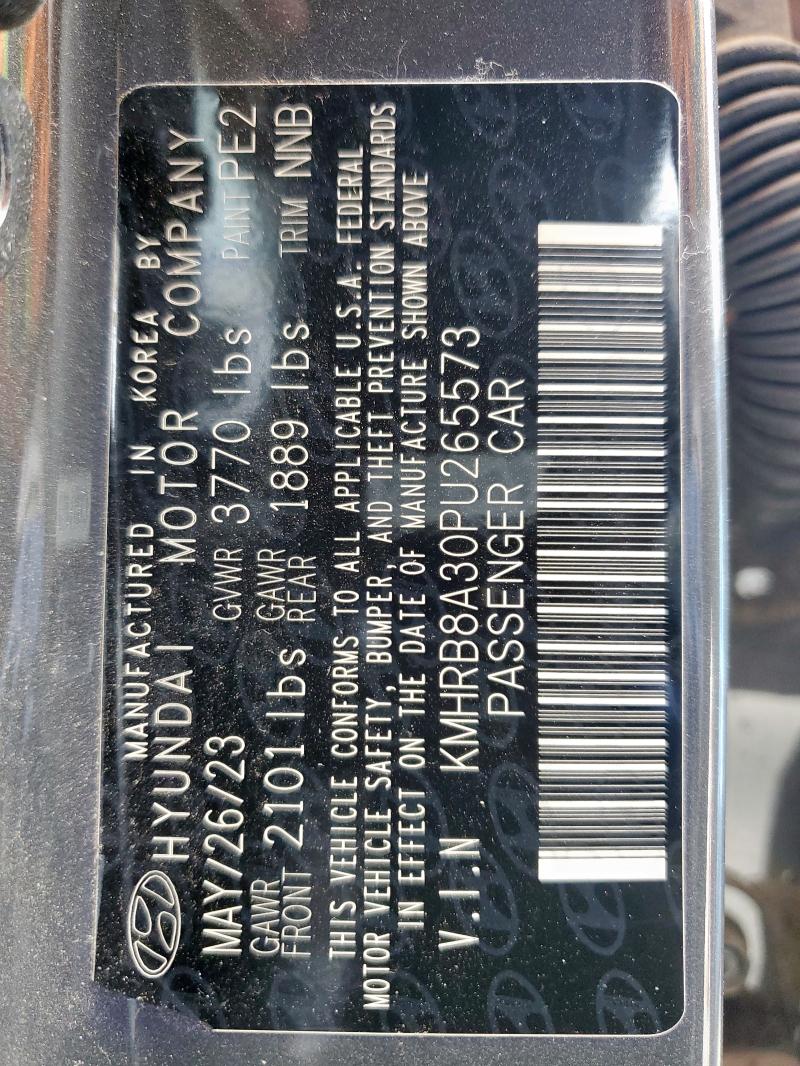 MANUFACTURED IN KOREA BY
HYUNDAI MOTOR COMPANY
MAY/26/23 GVWR 3770 lbs PAINT PE2
GAWR FRONT 2101 lbs GAWR REAR 1889 lbs TRIM NNB
THIS VEHICLE CONFORMS TO ALL APPLICABLE U.S.A. FEDERAL
MOTOR VEHICLE SAFETY, BUMPER, AND THEFT PREVENTION STANDARDS
IN EFFECT ON THE DATE OF MANUFACTURE SHOWN ABOVE
V.I.N KMHRB8A30PU265573
PASSENGER CAR